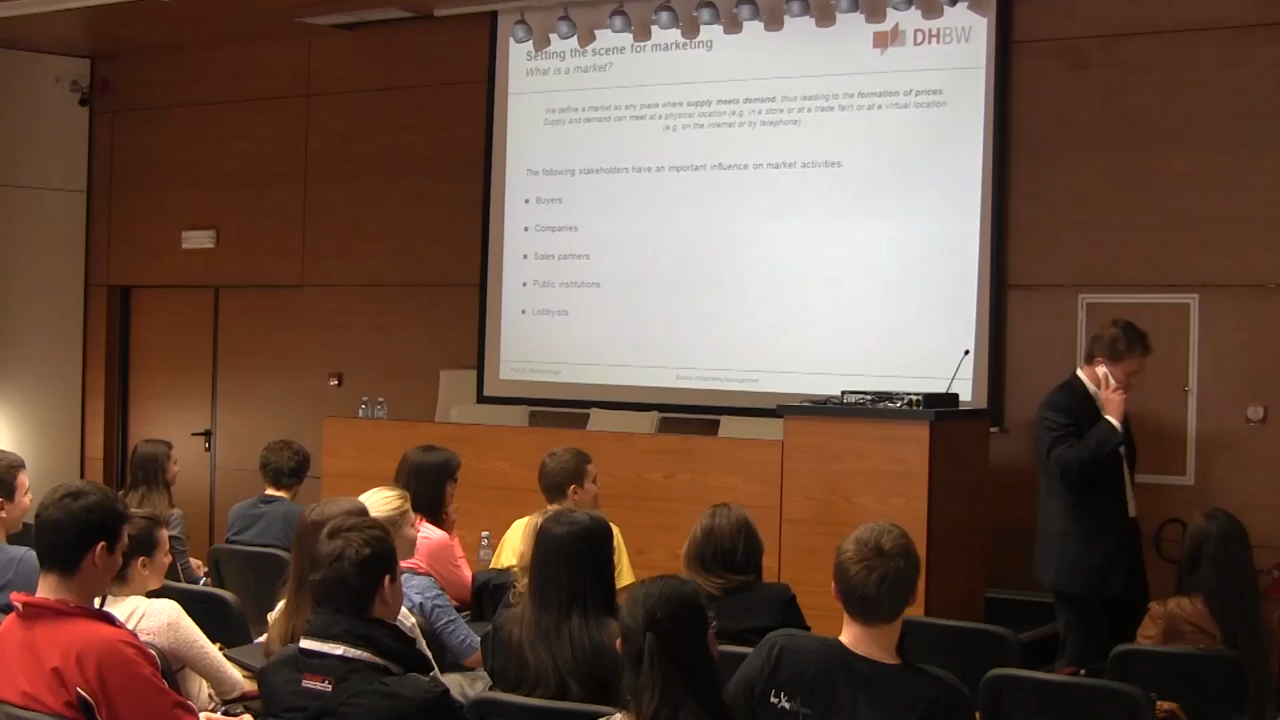 Setting the scene for marketing
DHBW
What is a market?
We define a market as any place where supply meets demand, thus leading to the formation of prices.
Supply and demand can meet at a physical location (e.g. in a store or at a trade fair) or at a virtual location
(e.g. on the internet or by telephone).
The following stakeholders have an important influence on market activities:
■ Buyers
■ Companies
■ Sales partners
■ Public institutions
■ Lobbyists
Basics of Marketing Management